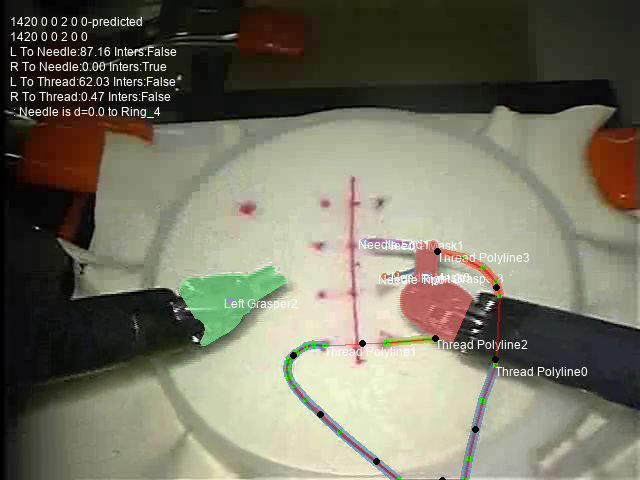 1420 0 0 2 0 0-predicted
1420 0 0 2 0 0
L To Needle:87.16 Inters:False
R To Needle:0.00 Inters:True
L To Thread:62.03 Inters:False
R To Thread:0.47 Inters:False
: Needle is d=0.0 to Ring_4
Thread Polyline3
Left Grasper2
Thread Polyline1
Thread Polyline2
Thread Polyline0